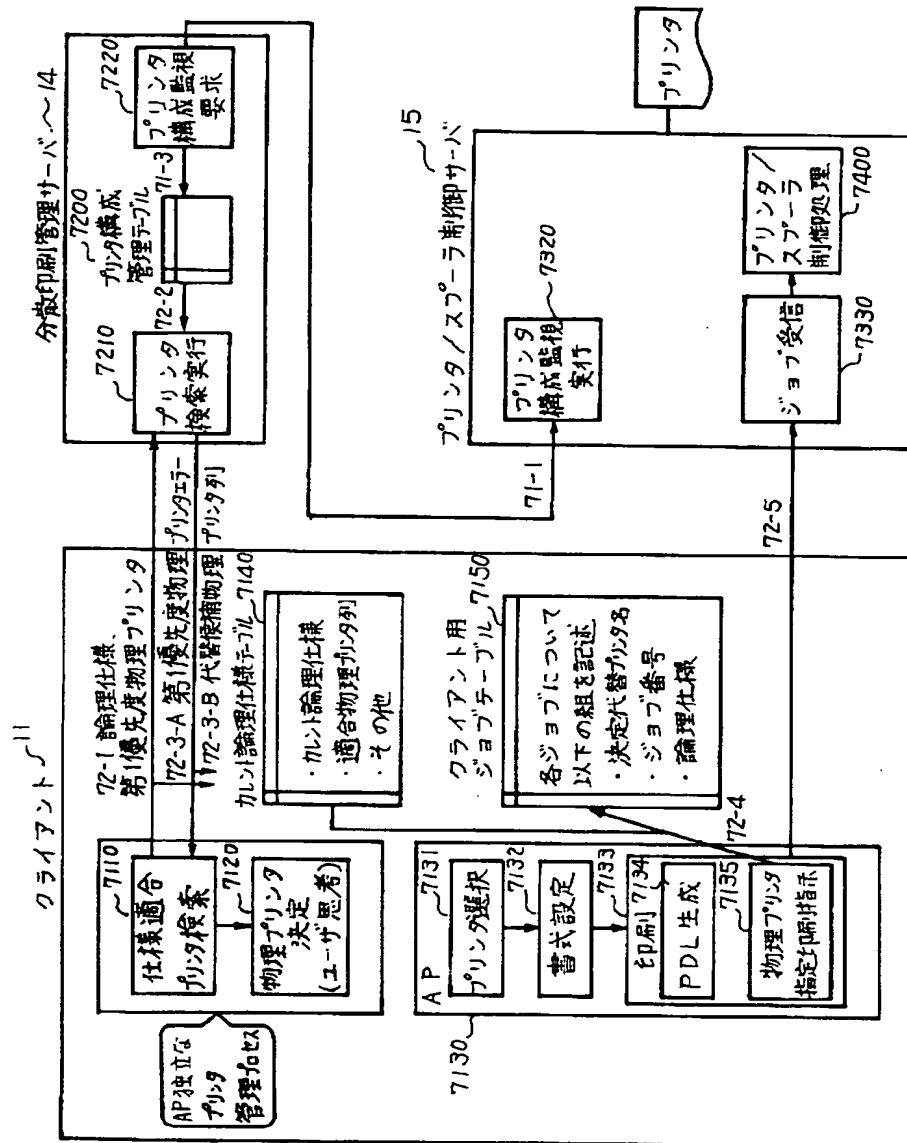 クライアント 11
AP独立な
プリンタ
管理プロセス
7110
仕様適合
プリンタ検索
7120
物理プリンタ
決定
(ユーザ思考)
72-1 論理仕様、
第1優先度物理プリンタ
72-3-A 第1優先度物理プリンタエラー
72-3-B 代替候補物理プリンタ列
カレント論理仕様テーブル 7140
・カレント論理仕様
・適合物理プリンタ列
・その他
7130
AP
7131
プリンタ選択
7132
書式設定
7133
印刷
7134
PDL生成
7135
物理プリンタ
指定印刷指示
クライアント用
ジョブテーブル 7150
各ジョブについて
以下の組を記述
・決定代替プリンタ名
・ジョブ番号
・論理仕様
72-4
72-5
分散印刷管理サーバ 14
7210
プリンタ
検索実行
72-2
7200
プリンタ構成
管理テーブル
71-3
7220
プリンタ
構成監視
要求
71-1
プリンタ/スプーラ制御サーバ 15
7320
プリンタ
構成監視
実行
ジョブ受信
7330
プリンタ/
スプーラ
制御処理
7400
プリンタ